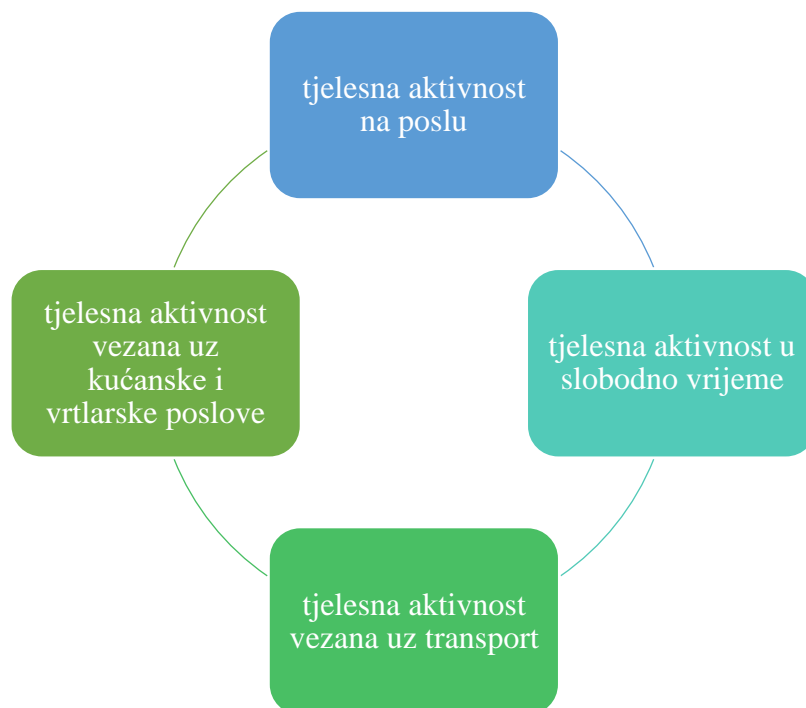 tjelesna aktivnost
na poslu
tjelesna aktivnost
vezana uz
kućanske i
vrtlarske poslove
tjelesna aktivnost u
slobodno vrijeme
tjelesna aktivnost
vezana uz transport